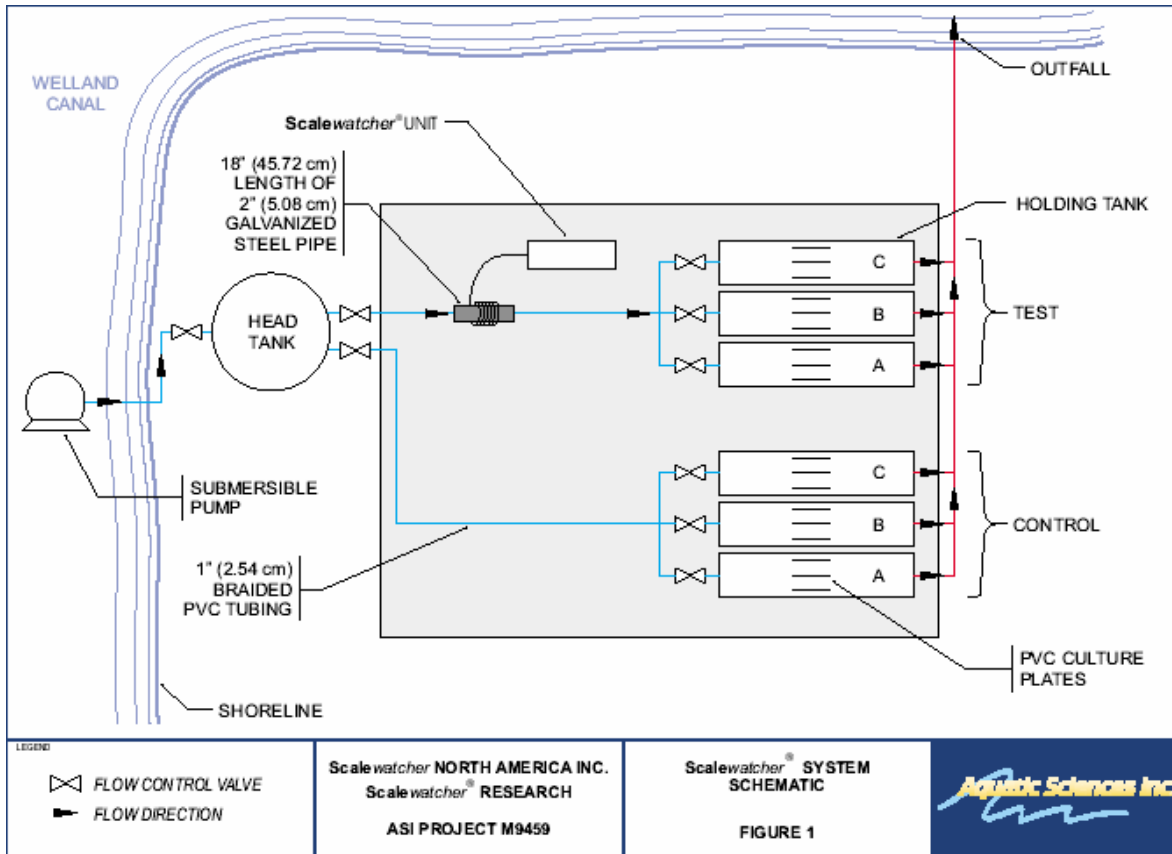 WELLAND
CANAL
OUTFALL
Scalewatcher® UNIT
18" (45.72 cm)
LENGTH OF
2" (5.08 cm)
GALVANIZED
STEEL PIPE
HOLDING TANK
HEAD
TANK
C
B
A
TEST
SUBMERSIBLE
PUMP
C
B
A
CONTROL
1" (2.54 cm)
BRAIDED
PVC TUBING
PVC CULTURE
PLATES
SHORELINE
LEGEND
FLOW CONTROL VALVE
FLOW DIRECTION
Scalewatcher NORTH AMERICA INC.
Scalewatcher® RESEARCH
ASI PROJECT M9459
Scalewatcher® SYSTEM
SCHEMATIC
FIGURE 1
Aquatic Sciences Inc